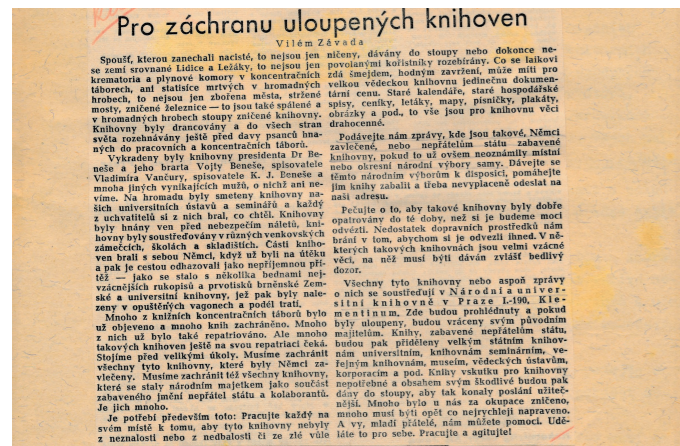 Pro záchranu uloupených knihoven
Vilém Závada
Spoušť, kterou zanechali nacisté, to nejsou jen
se zemí srovnané Lidice a Ležáky, to nejsou jen
krematoria a plynové komory v koncentračních
táborech, ani statisíce mrtvých v hromadných
hrobech, to nejsou jen zbořena města, stržené
mosty, zničené železnice — to jsou také spálené a
v hromadných hrobech stoupy zničené knihovny.
Knihovny byly drancovány a do všech stran
světa rozehnávány ještě před davy psanců hna-
ných do pracovních a koncentračních táborů.
Vykradeny byly knihovny presidenta Dr Be-
neše a jeho bratra Vojty Beneše, spisovatele
Vladimíra Vančury, spisovatele K. J. Beneše a
mnoha jiných vynikajících mužů, o nichž ani ne-
víme. Na hromadu byly smeteny knihovny na-
šich universitních ústavů a seminářů a každý
z uchvatitelů si z nich bral, co chtěl. Knihovny
byly hnány ven před nebezpečím náletů, kni-
hovny byly soustřeďovány v různých venkovských
zámečcích, školách a skladištích. Části kniho-
ven brali s sebou Němci, když už byli na útěku
a pak je cestou odhazovali jako nepříjemnou pří-
těž — jako se stalo s několika bednami nej-
vzácnějších rukopisů a prvotisků brněnské Zem-
ské a universitní knihovny, jež pak byly nale-
zeny v opuštěných vagonech a podél trati.
Mnoho z knižních koncentračních táborů bylo
už objeveno a mnoho knih zachráněno. Mnoho
z nich už bylo také repatriováno. Ale mnoho
takových knihoven ještě na svou repatriaci čeká.
Stojíme před velikými úkoly. Musíme zachránit
všechny tyto knihovny, které byly Němci za-
vlečeny. Musíme zachránit též všechny knihovny,
které se staly národním majetkem jako součást
zabaveného jmění nepřátel státu a kolaborantů.
Je jich mnoho.
Je potřebí především toto: Pracujte každý na
svém místě k tomu, aby tyto knihovny nebyly
z neznalosti nebo z nedbalosti či ze zlé vůle
ničeny, dávány do stoupy nebo dokonce ne-
povolanými kořistníky rozebírány. Co se laikovi
zdá šmejdem, hodným zavržení, může míti pro
velkou vědeckou knihovnu jedinečnou dokumen-
tární cenu. Staré kalendáře, staré hospodářské
spisy, ceníky, letáky, mapy, písničky, plakáty,
obrázky a pod., to vše jsou pro knihovnu věci
drahocenné.
Podávejte nám zprávy, kde jsou takové, Němci
zavlečené, nebo nepřátelům státu zabavené
knihovny, pokud to už ovšem neoznámily místní
nebo okresní národní výbory samy. Dávejte se
těmto národním výborům k disposici, pomáhejte
jim knihy zabalit a třeba nevyplaceně odeslat na
naši adresu.
Pečujte o to, aby takové knihovny byly dobře
opatrovány do té doby, než si je budeme moci
odvézti. Nedostatek dopravních prostředků nám
brání v tom, abychom si je odvezli ihned. V ně-
kterých takových knihovnách jsou velmi vzácné
věci, na něž musí býti dáván zvlášť bedlivý
dozor.
Všechny tyto knihovny nebo aspoň zprávy
o nich se soustřeďují v Národní a univer-
sitní knihovně v Praze I.-190, Kle-
mentinum. Zde budou prohlédnuty a pokud
byly uloupeny, budou vráceny svým původním
majitelům. Knihy, zabavené nepřátelům státu,
budou pak přiděleny velkým státním knihov-
nám universitním, knihovnám seminárním, ve-
řejným knihovnám, museím, vědeckých ústavům,
korporacím a pod. Knihy vskutku pro knihovny
nepotřebné a obsahem svým škodlivé budou pak
dány do stoupy, aby tak konaly poslání užiteč-
nější. Mnoho bylo u nás za okupace zničeno,
mnoho musí býti opět co nejrychleji napraveno.
A vy, mladí přátelé, nám můžete pomoci. Udě-
láte to pro sebe. Pracujte a agitujte!